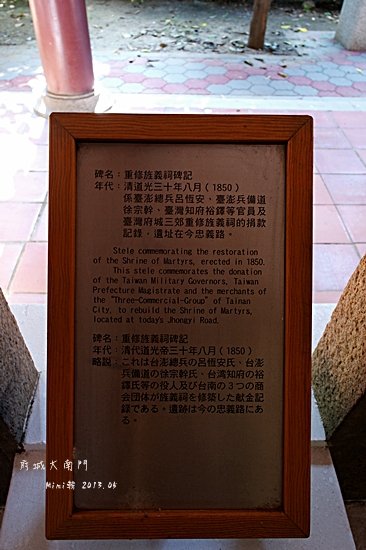 碑名：重修旌義祠碑記
年代：清道光三十年八月(1850)
係臺澎總兵呂恆安，臺澎兵備道
徐宗幹，臺灣知府裕鐸等官員及
臺灣府城三郊重修旌義祠的捐款
記錄，遺址在今忠義路。
Stele commemorating the restoration
of the Shrine of Martyrs, erected in 1850.
This stele commemorates the donation
of the Taiwan Military Governors, Taiwan
Prefecture Magistrate and the merchants of
the "Three-Commercial-Group" of Tainan
City, to rebuild the Shrine of Martyrs,
located at today's Jhongyi Road.
碑名：重修旌義祠碑記
年代：清代道光帝三十年八月(1850)
略説：これは台澎總兵の呂恆安氏、台澎
兵備道の徐宗幹氏、台湾知府の裕
鐸氏等の役人及び台南の３つの商
会団体が旌義祠を修築した献金記
録である。遺跡は今の忠義路にあ
る。
府城大南門
Mini韓 2013.05